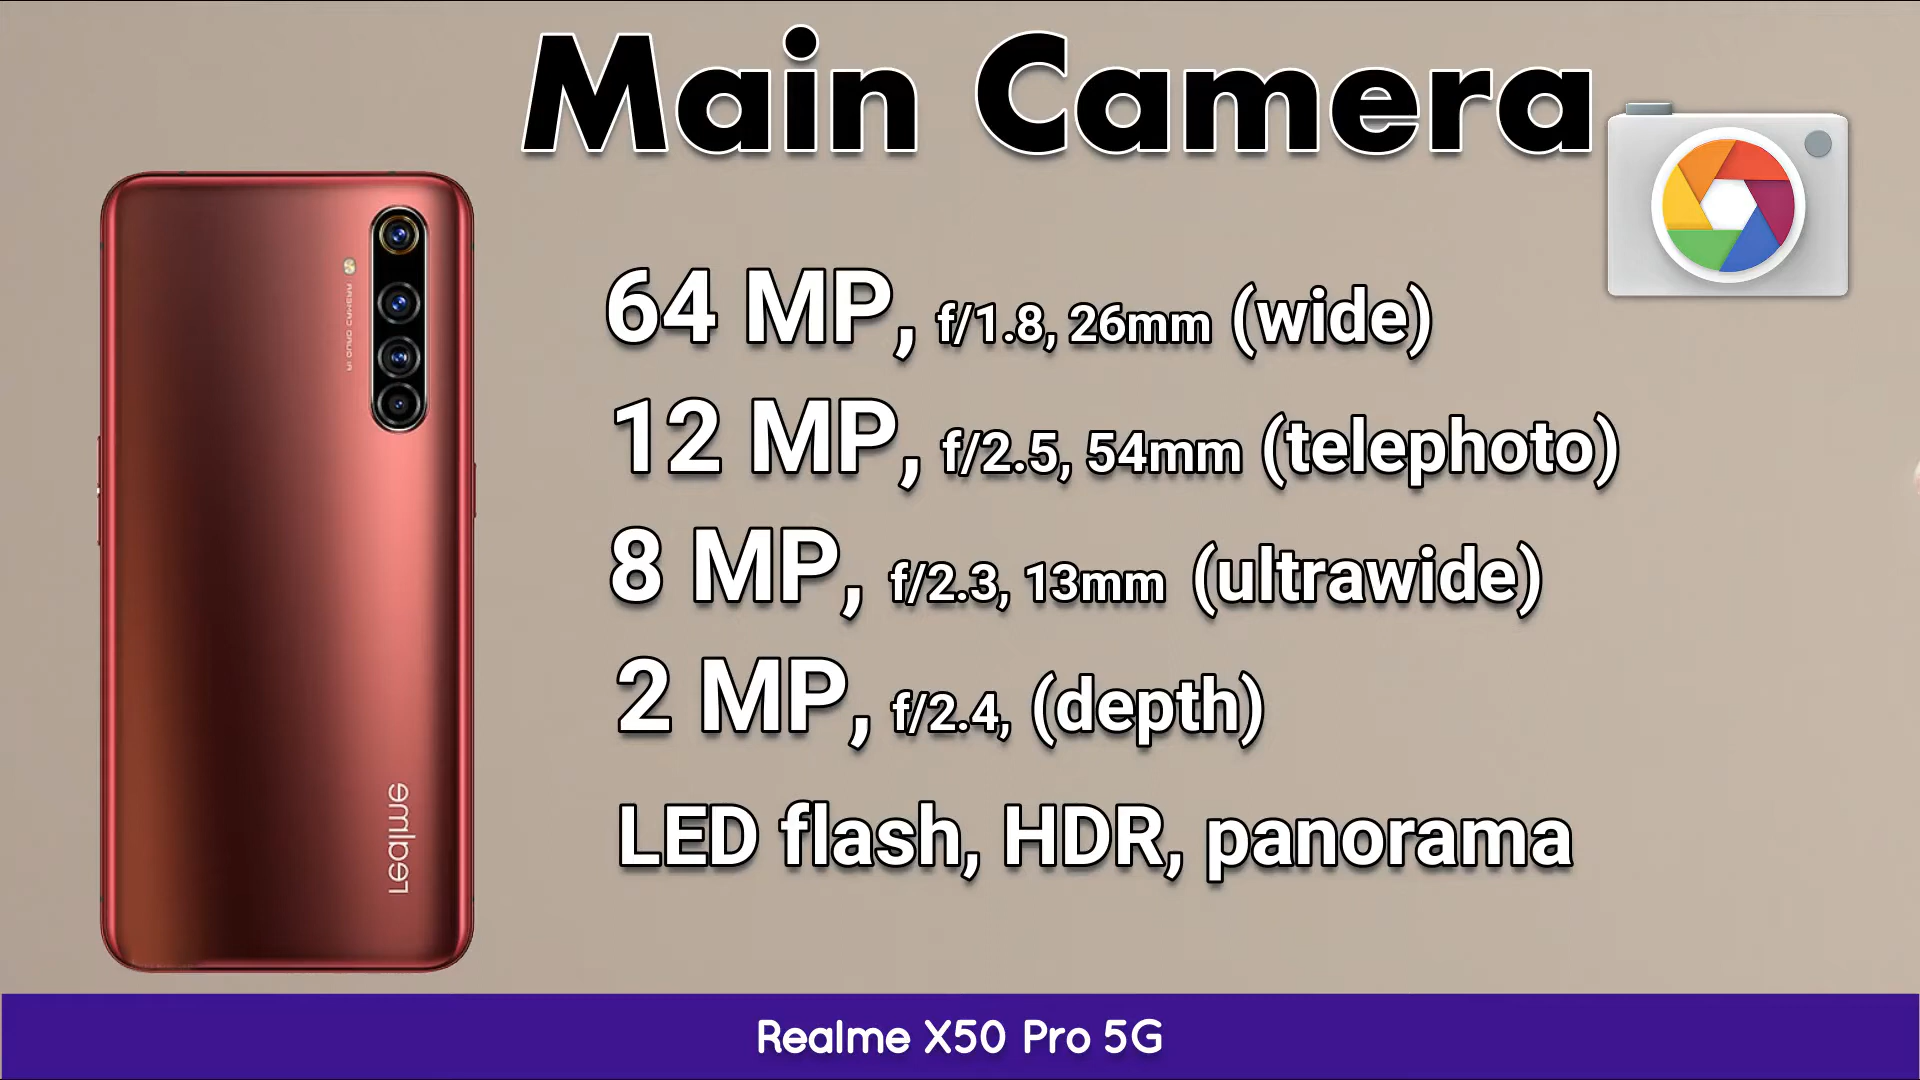 Main Camera
64 MP, f/1.8, 26mm (wide)
12 MP, f/2.5, 54mm (telephoto)
8 MP, f/2.3, 13mm (ultrawide)
2 MP, f/2.4, (depth)
LED flash, HDR, panorama
realme
Realme X50 Pro 5G